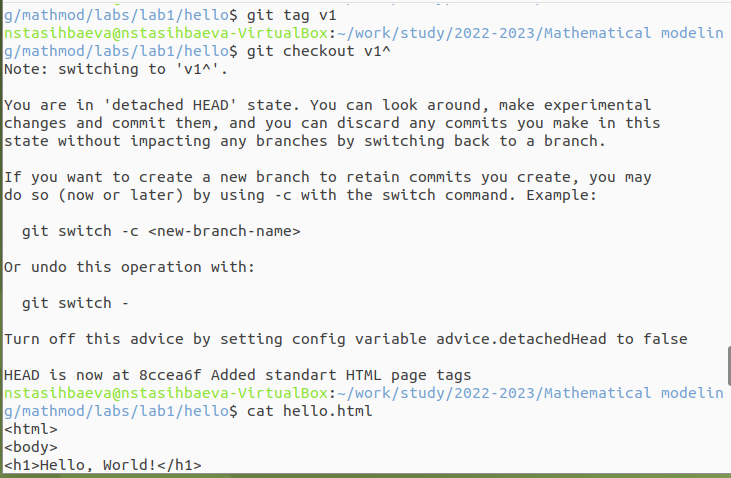 g/mathmod/labs/lab1/hello$ git tag v1
nstasihbaeva@nstasihbaeva-VirtualBox:~/work/study/2022-2023/Mathematical modelin
g/mathmod/labs/lab1/hello$ git checkout v1^
Note: switching to 'v1^'.
You are in 'detached HEAD' state. You can look around, make experimental
changes and commit them, and you can discard any commits you make in this
state without impacting any branches by switching back to a branch.
If you want to create a new branch to retain commits you create, you may
do so (now or later) by using -c with the switch command. Example:
git switch -c <new-branch-name>
Or undo this operation with:
git switch -
Turn off this advice by setting config variable advice.detachedHead to false
HEAD is now at 8ccea6f Added standart HTML page tags
nstasihbaeva@nstasihbaeva-VirtualBox:~/work/study/2022-2023/Mathematical modelin
g/mathmod/labs/lab1/hello$ cat hello.html
<html>
<body>
<h1>Hello, World!</h1>